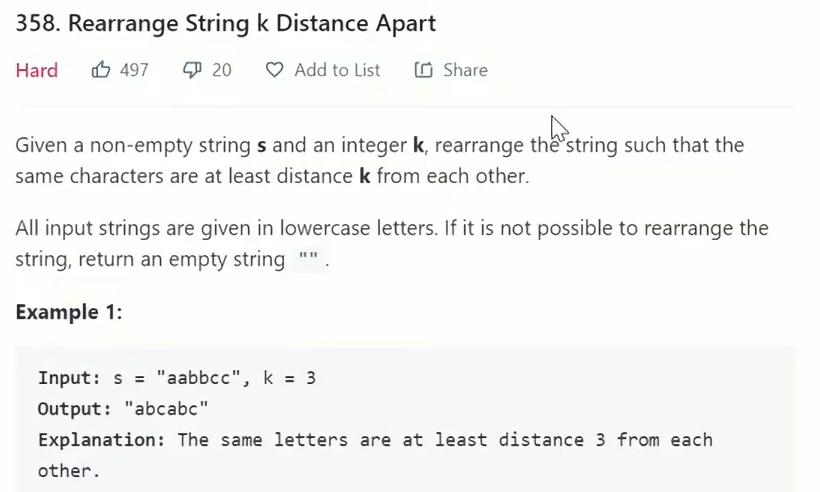 358. Rearrange String k Distance Apart
Hard 497 20 Add to List Share
Given a non-empty string s and an integer k, rearrange the string such that the
same characters are at least distance k from each other.
All input strings are given in lowercase letters. If it is not possible to rearrange the
string, return an empty string "" .
Example 1:
Input: s = "aabbcc", k = 3
Output: "abcabc"
Explanation: The same letters are at least distance 3 from each
other.